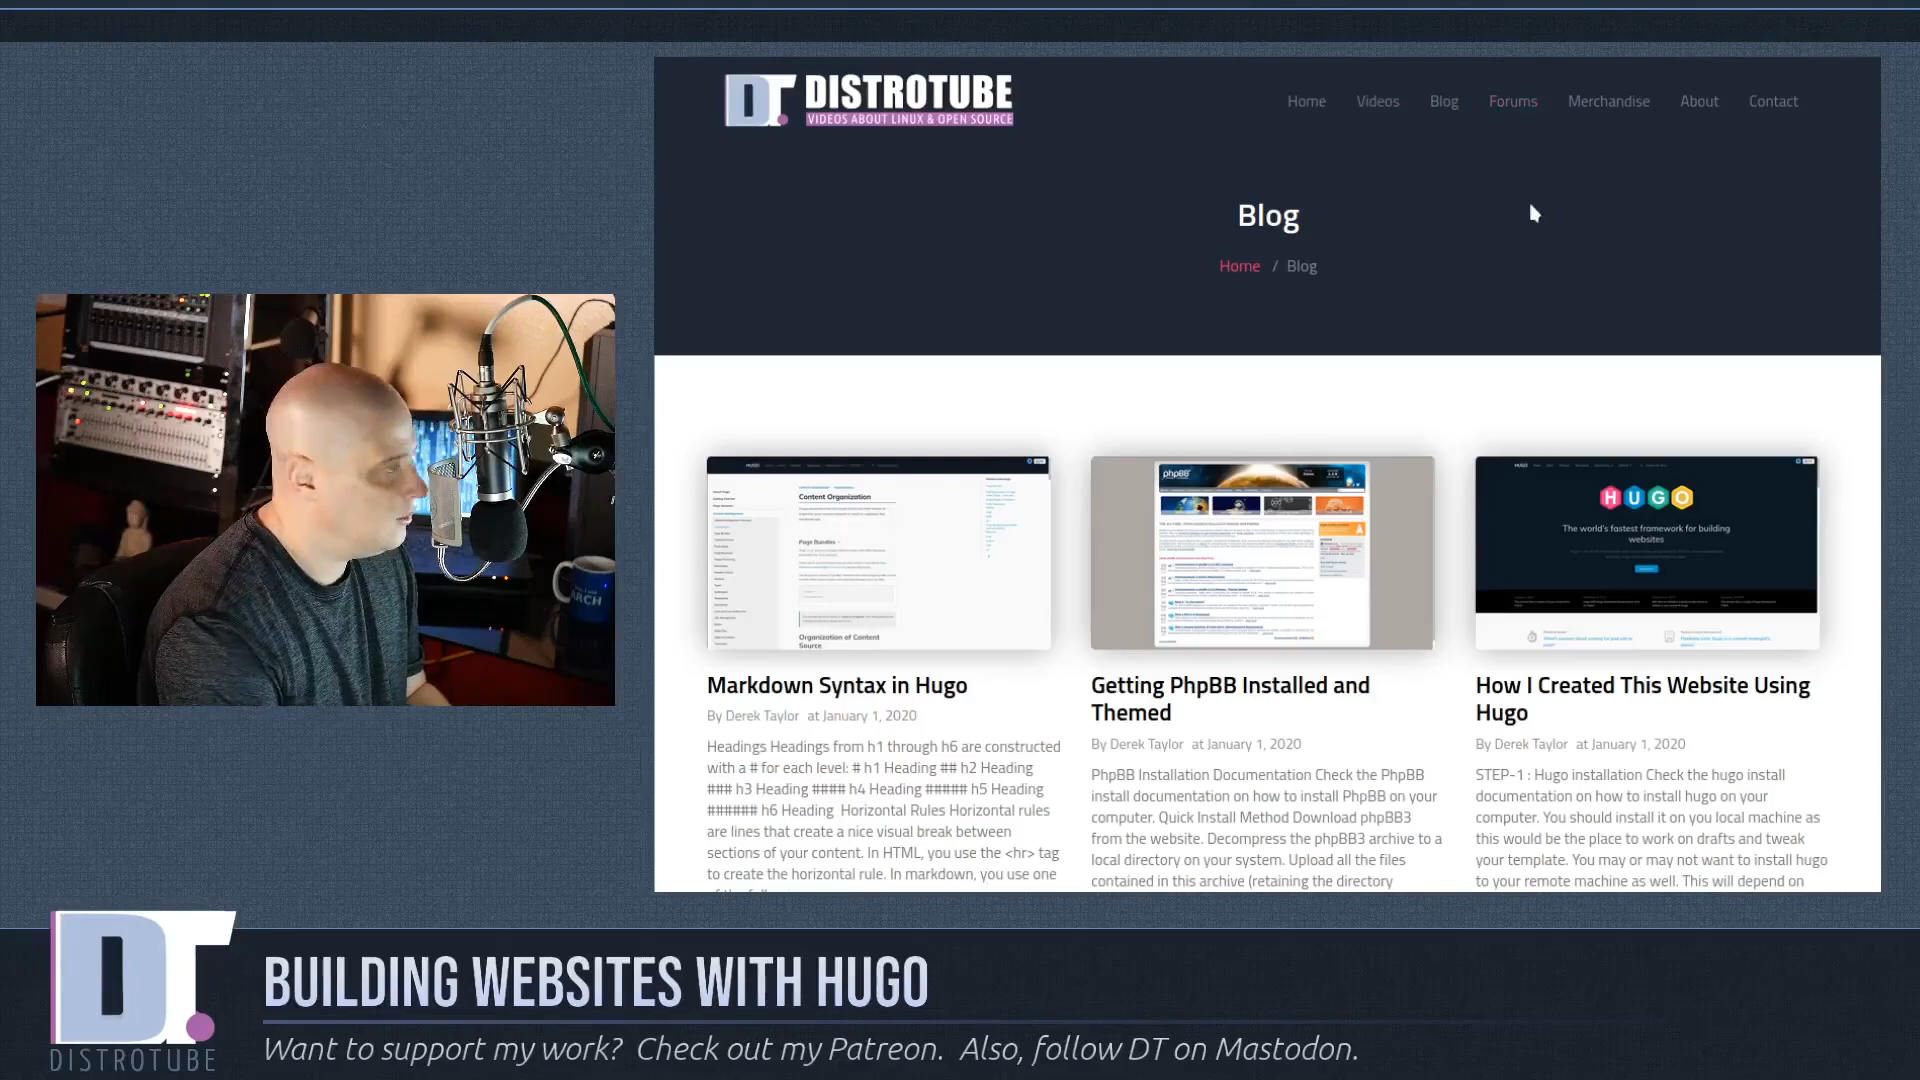 DT DISTROTUBE
VIDEOS ABOUT LINUX & OPEN SOURCE
Home Videos Blog Forums Merchandise About Contact
Blog
Home / Blog
Content Organization
Page Bundles
Organization of Content
Source
phpBB
HUGO
The world's fastest framework for building
websites
ARCH
Markdown Syntax in Hugo
By Derek Taylor at January 1, 2020
Headings Headings from h1 through h6 are constructed
with a # for each level: # h1 Heading ## h2 Heading
### h3 Heading #### h4 Heading ##### h5 Heading
###### h6 Heading Horizontal Rules Horizontal rules
are lines that create a nice visual break between
sections of your content. In HTML, you use the <hr> tag
to create the horizontal rule. In markdown, you use one
Getting PhpBB Installed and
Themed
By Derek Taylor at January 1, 2020
PhpBB Installation Documentation Check the PhpBB
install documentation on how to install PhpBB on your
computer. Quick Install Method Download phpBB3
from the website. Decompress the phpBB3 archive to a
local directory on your system. Upload all the files
contained in this archive (retaining the directory
How I Created This Website Using
Hugo
By Derek Taylor at January 1, 2020
STEP-1 : Hugo installation Check the hugo install
documentation on how to install hugo on your
computer. You should install it on you local machine as
this would be the place to work on drafts and tweak
your template. You may or may not want to install hugo
to your remote machine as well. This will depend on
DT
DISTROTUBE
BUILDING WEBSITES WITH HUGO
Want to support my work? Check out my Patreon. Also, follow DT on Mastodon.